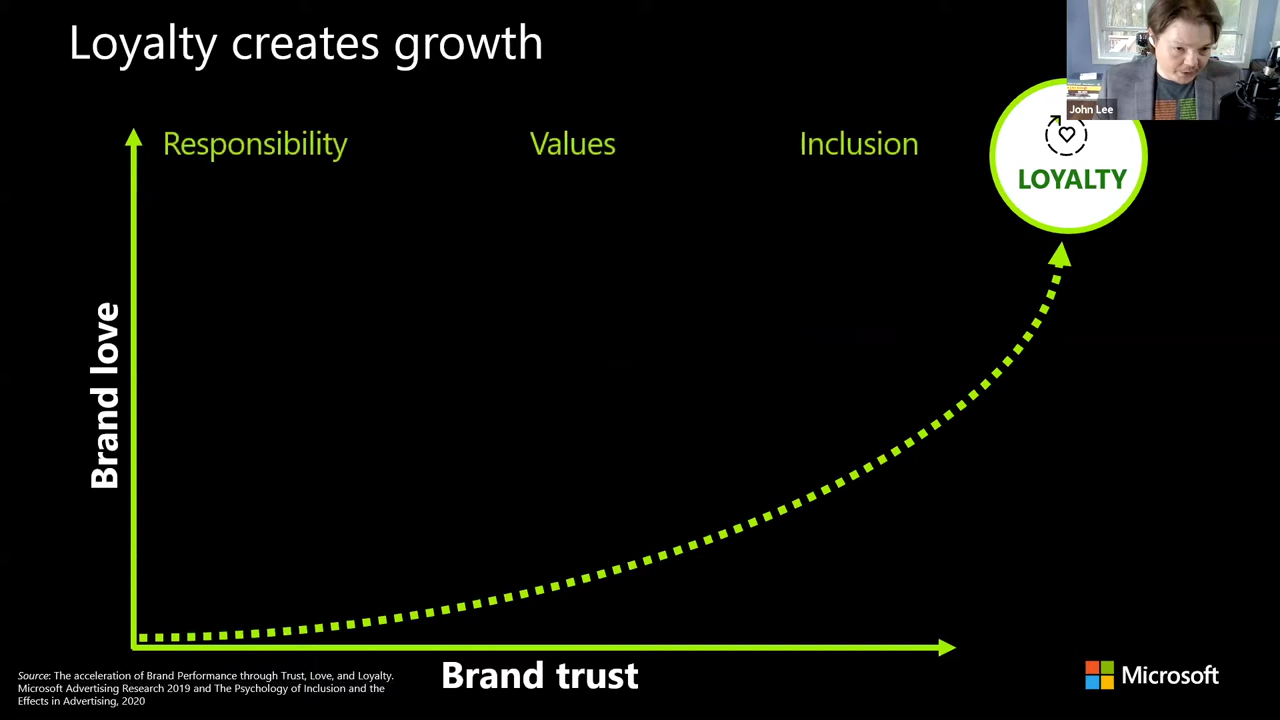 Loyalty creates growth
John Lee
Responsibility
Values
Inclusion
LOYALTY
Brand love
Brand trust
Source: The acceleration of Brand Performance through Trust, Love, and Loyalty.
Microsoft Advertising Research 2019 and The Psychology of Inclusion and the
Effects in Advertising, 2020
Microsoft